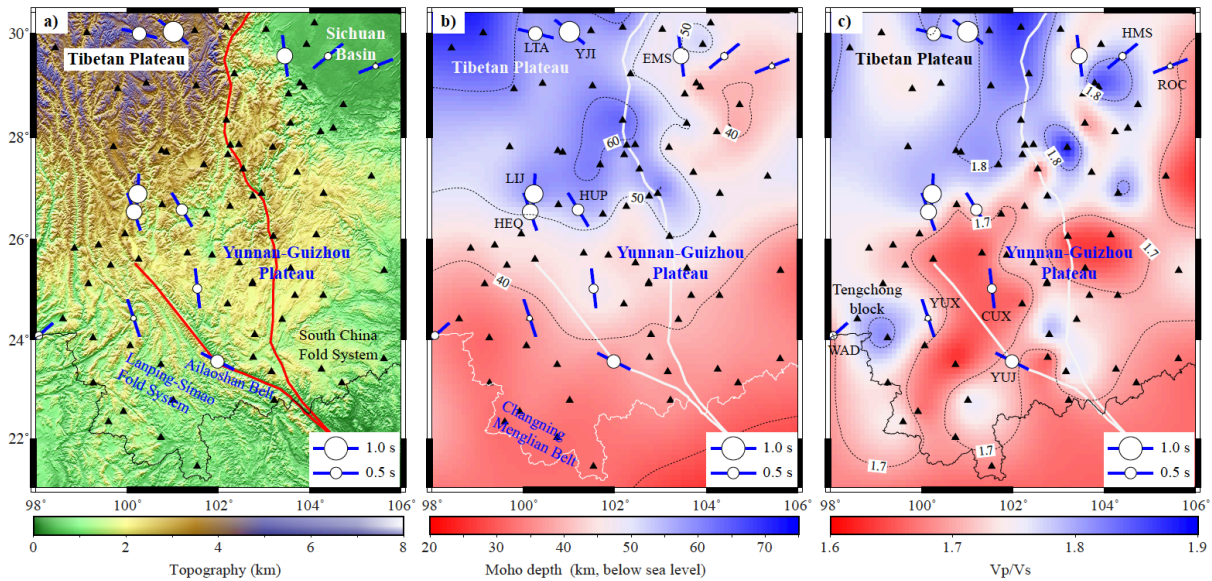 a)
Tibetan Plateau
Sichuan
Basin
Yunnan-Guizhou
Plateau
South China
Fold System
Ailaoshan Belt
Lanping-Simao
Fold System
1.0 s
0.5 s
30°
28°
26°
24°
22°
98
100
102
104
106
0
2
4
6
8
Topography (km)
b)
LTA
YJI
EMS
50
Tibetan Plateau
40
60
LIJ
HUP
50
HEQ
Yunnan-Guizhou
Plateau
40
Changning
Menglian Belt
1.0 s
0.5 s
98
100
102
104
106
20
30
40
50
60
70
Moho depth (km, below sea level)
c)
HMS
Tibetan Plateau
ROC
1.8
1.8
1.8
1.7
Yunnan-Guizhou
Plateau
1.7
Tengchong
block
YUX
CUX
WAD
YUJ
1.7
1.7
1.0 s
0.5 s
98
100
102
104
106
1.6
1.7
1.8
1.9
Vp/Vs